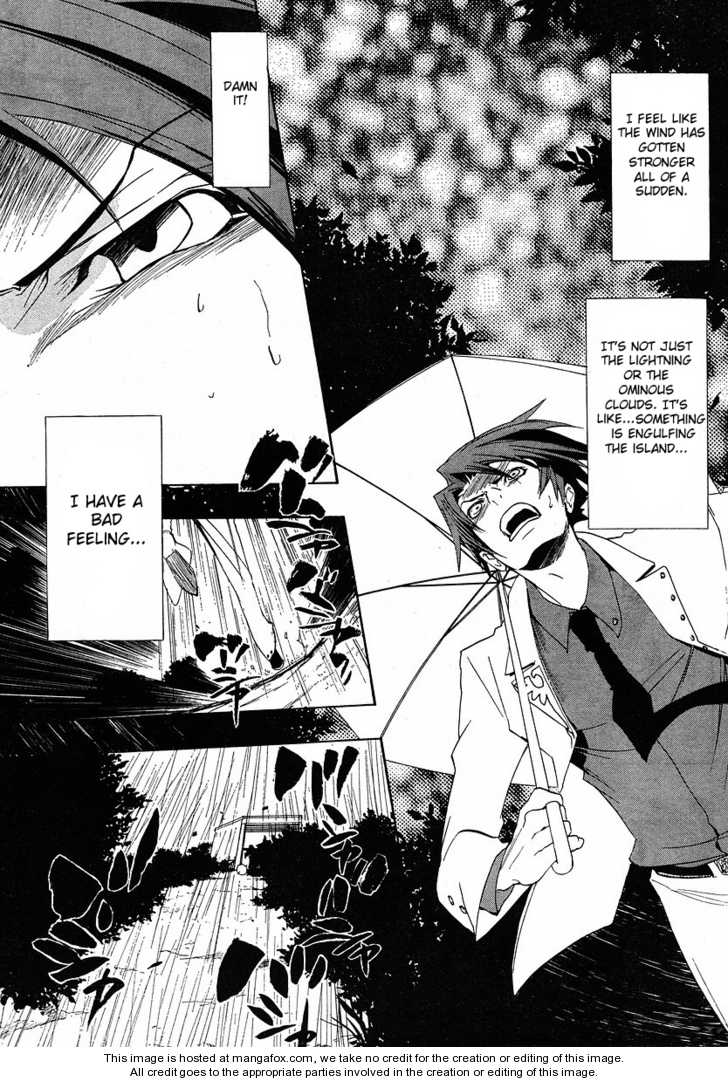 I FEEL LIKE
THE WIND HAS
GOTTEN
STRONGER
ALL OF A
SUDDEN.
IT'S NOT JUST
THE LIGHTNING
OR THE
OMINOUS
CLOUDS. IT'S
LIKE...SOMETHING
IS ENGULFING
THE ISLAND...
DAMN
IT!
I HAVE A
BAD
FEELING...
This image is hosted at mangafox.com, we take no credit for the creation or editing of this image.
All credit goes to the appropriate parties involved in the creation or editing of this image.